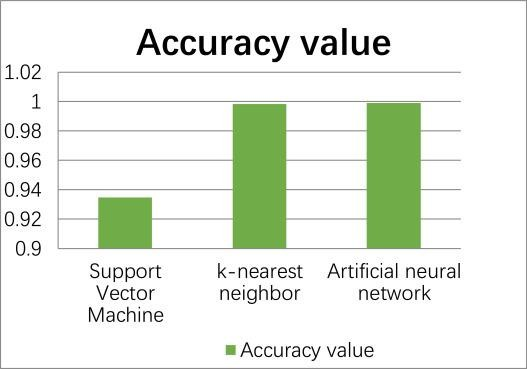 Accuracy value
1.02
1
0.98
0.96
0.94
0.92
0.9
Support
Vector
Machine
k-nearest
neighbor
Artificial neural
network
Accuracy value